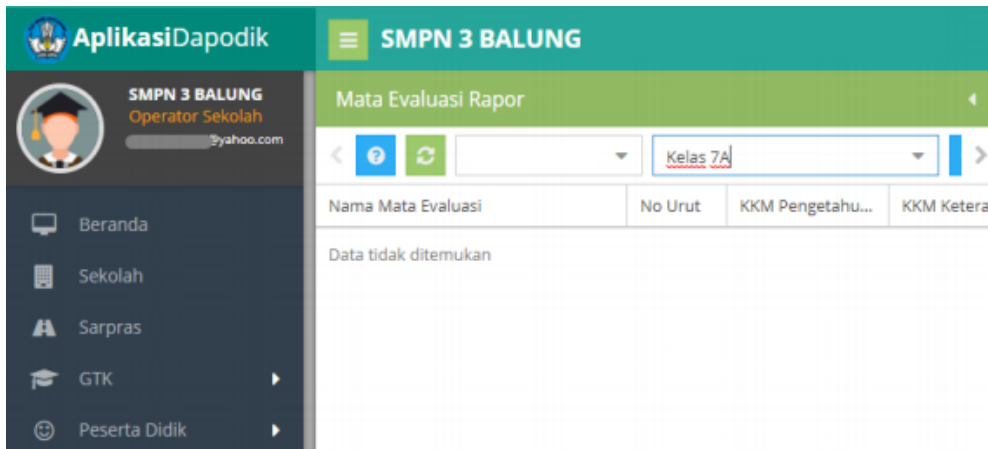 AplikasiDapodik
SMPN 3 BALUNG
SMPN 3 BALUNG
Operator Sekolah
@yahoo.com
Beranda
Sekolah
Sarpras
GTK
Peserta Didik
Mata Evaluasi Rapor
Kelas 7A
Nama Mata Evaluasi No Urut KKM Pengetahu... KKM Ketera
Data tidak ditemukan